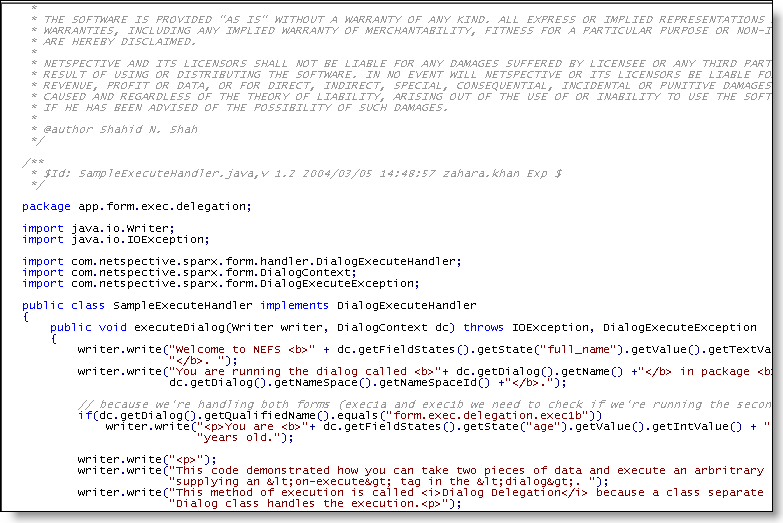 *
 * THE SOFTWARE IS PROVIDED "AS IS" WITHOUT A WARRANTY OF ANY KIND. ALL EXPRESS OR IMPLIED REPRESENTATIONS
 * WARRANTIES, INCLUDING ANY IMPLIED WARRANTY OF MERCHANTABILITY, FITNESS FOR A PARTICULAR PURPOSE OR NON-I
 * ARE HEREBY DISCLAIMED.
 *
 * NETSPECTIVE AND ITS LICENSORS SHALL NOT BE LIABLE FOR ANY DAMAGES SUFFERED BY LICENSEE OR ANY THIRD PART
 * RESULT OF USING OR DISTRIBUTING THE SOFTWARE. IN NO EVENT WILL NETSPECTIVE OR ITS LICENSORS BE LIABLE FO
 * REVENUE, PROFIT OR DATA, OR FOR DIRECT, INDIRECT, SPECIAL, CONSEQUENTIAL, INCIDENTAL OR PUNITIVE DAMAGES
 * CAUSED AND REGARDLESS OF THE THEORY OF LIABILITY, ARISING OUT OF THE USE OF OR INABILITY TO USE THE SOFT
 * IF HE HAS BEEN ADVISED OF THE POSSIBILITY OF SUCH DAMAGES.
 *
 * @author Shahid N. Shah
 */

/**
 * $Id: SampleExecuteHandler.java,v 1.2 2004/03/05 14:48:57 zahara.khan Exp $
 */

package app.form.exec.delegation;

import java.io.Writer;
import java.io.IOException;

import com.netspective.sparx.form.handler.DialogExecuteHandler;
import com.netspective.sparx.form.DialogContext;
import com.netspective.sparx.form.DialogExecuteException;

public class SampleExecuteHandler implements DialogExecuteHandler
{
    public void executeDialog(Writer writer, DialogContext dc) throws IOException, DialogExecuteException
    {
        writer.write("Welcome to NEFS <b>" + dc.getFieldStates().getState("full_name").getValue().getTextVa
                     "</b>. ");
        writer.write("You are running the dialog called <b>"+ dc.getDialog().getName() +"</b> in package <b
                     dc.getDialog().getNameSpace().getNameSpaceId() +"</b>.");

        // because we're handling both forms (exec1a and exec1b we need to check if we're running the secon
        if(dc.getDialog().getQualifiedName().equals("form.exec.delegation.exec1b"))
            writer.write("<p>You are <b>"+ dc.getFieldStates().getState("age").getValue().getIntValue() + "
                         "years old.");

        writer.write("<p>");
        writer.write("This code demonstrated how you can take two pieces of data and execute an arbritrary
                     "supplying an &lt;on-execute&gt; tag in the &lt;dialog&gt;. ");
        writer.write("This method of execution is called <i>Dialog Delegation</i> because a class separate
                     "Dialog class handles the execution.<p>");